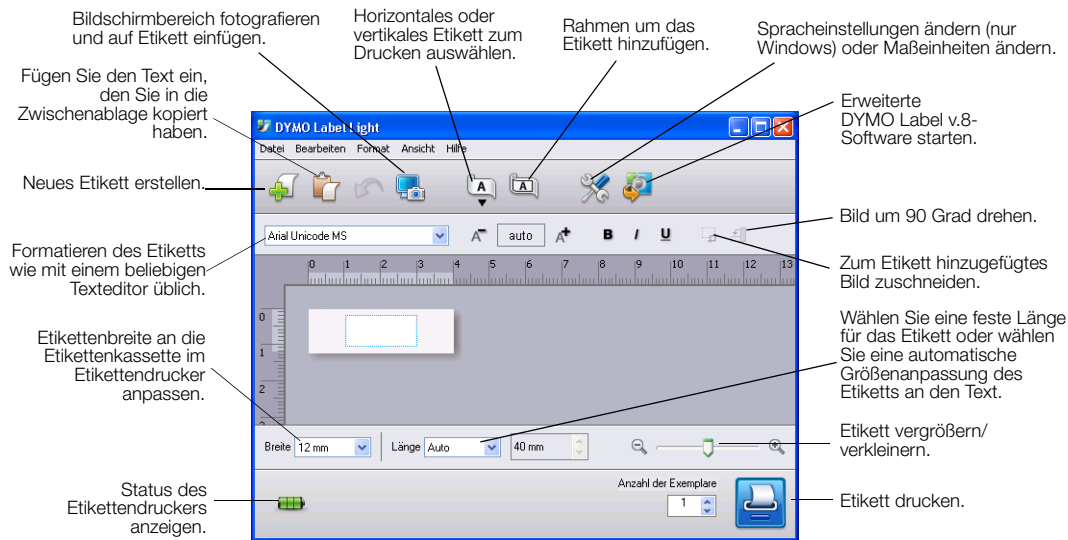 Bildschirmbereich fotografieren
und auf Etikett einfügen.
Horizontales oder
vertikales Etikett zum
Drucken auswählen.
Rahmen um das
Etikett hinzufügen.
Spracheinstellungen ändern (nur
Windows) oder Maßeinheiten ändern.
Fügen Sie den Text ein,
den Sie in die
Zwischenablage kopiert
haben.
Erweiterte
DYMO Label v.8-
Software starten.
Neues Etikett erstellen.
Bild um 90 Grad drehen.
Formatieren des Etiketts
wie mit einem beliebigen
Texteditor üblich.
Zum Etikett hinzugefügtes
Bild zuschneiden.
Etikettenbreite an die
Etikettenkassette im
Etikettendrucker
anpassen.
Wählen Sie eine feste Länge
für das Etikett oder wählen
Sie eine automatische
Größenanpassung des
Etiketts an den Text.
Etikett vergrößern/
verkleinern.
Status des
Etikettendruckers
anzeigen.
Etikett drucken.
DYMO Label Light
Datei Bearbeiten Format Ansicht Hilfe
A A
Arial Unicode MS A auto A B I U
0 1 2 3 4 5 6 7 8 9 10 11 12 13
0
1
2
Breite 12 mm Länge Auto 40 mm
Anzahl der Exemplare
1